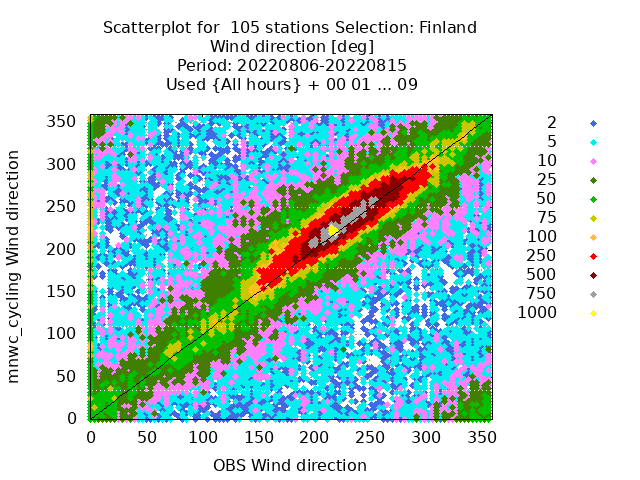 Scatterplot for  105 stations Selection: Finland
Wind direction [deg]
Period: 20220806-20220815
Used {All hours} + 00 01 ... 09
mnwc_cycling Wind direction
350
300
250
200
150
100
50
0
0 50 100 150 200 250 300 350
OBS Wind direction
2
5
10
25
50
75
100
250
500
750
1000